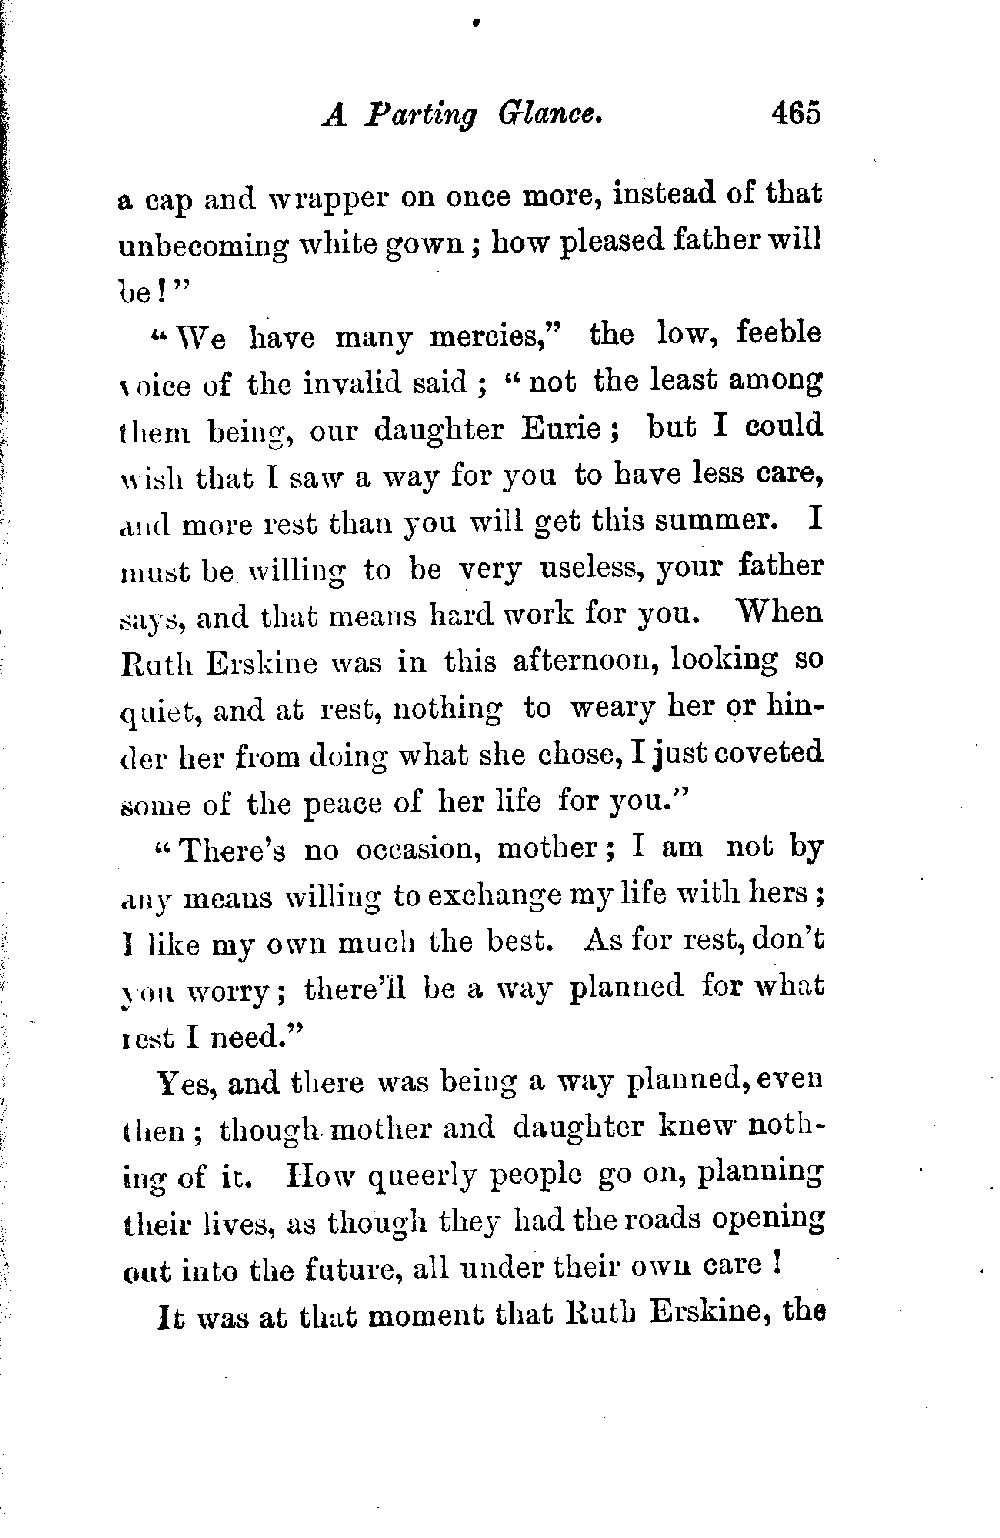 A Parting Glance. 465
a cap and wrapper on once more, instead of that
unbecoming white gown ; how pleased father will
be ! ”
“ We have many mercies,” the low, feeble
voice of the invalid said ; “ not the least among
them being, our daughter Eurie ; but I could
wish that I saw a way for you to have less care,
and more rest than you will get this summer. I
must be willing to be very useless, your father
says, and that means hard work for you. When
Ruth Erskine was in this afternoon, looking so
quiet, and at rest, nothing to weary her or hin-
der her from doing what she chose, I just coveted
some of the peace of her life for you.”
“ There’s no occasion, mother ; I am not by
any means willing to exchange my life with hers ;
I like my own much the best. As for rest, don’t
you worry ; there’ll be a way planned for what
rest I need.”
Yes, and there was being a way planned, even
then ; though mother and daughter knew noth-
ing of it. How queerly people go on, planning
their lives, as though they had the roads opening
out into the future, all under their own care !
It was at that moment that Ruth Erskine, the